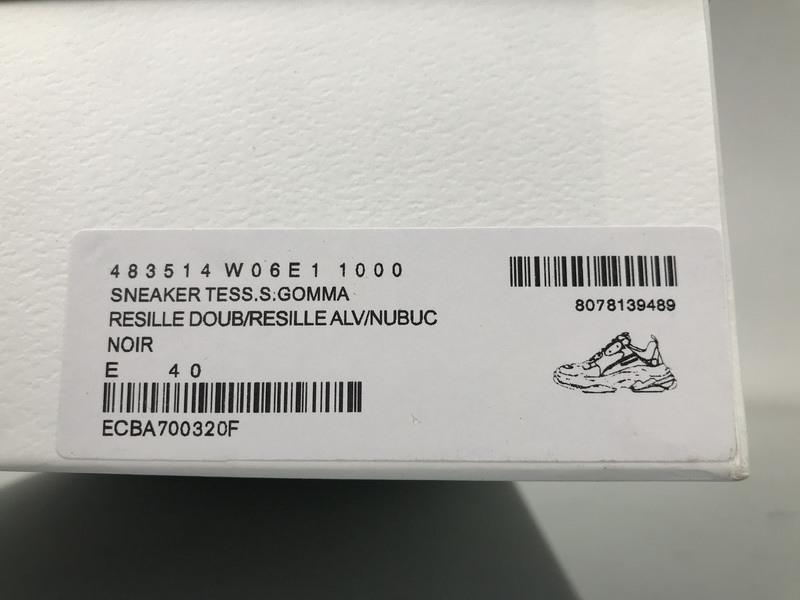 483514 W06E1 1000
SNEAKER TESS.S.GOMMA
RESILLE DOUB/RESILLE ALV/NUBUC
NOIR
E 40
ECBA700320F
8078139489